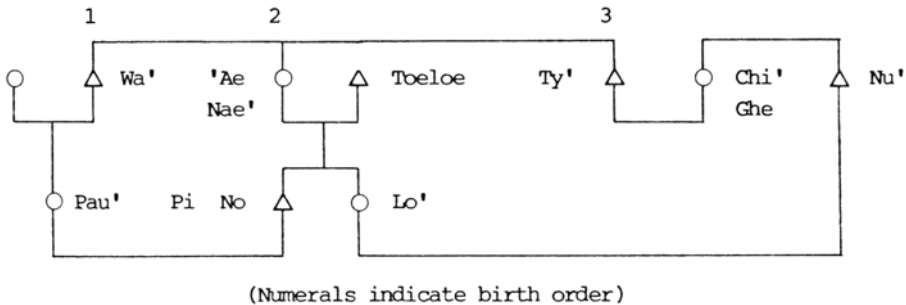 1 2 3
Wa' 'Ae Toeloe Ty' Chi' Nu'
Nae' Ghe
Pau' Pi No Lo'
(Numerals indicate birth order)